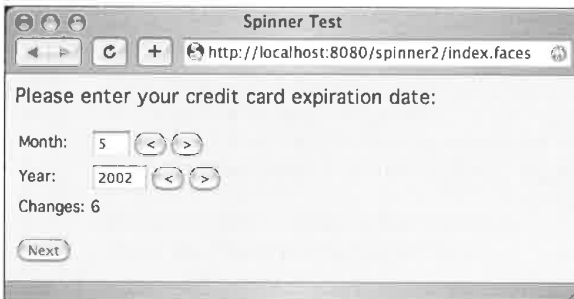 Spinner Test
http://localhost:8080/spinner2/index.faces
Please enter your credit card expiration date:
Month: 5 < >
Year: 2002 < >
Changes: 6
Next